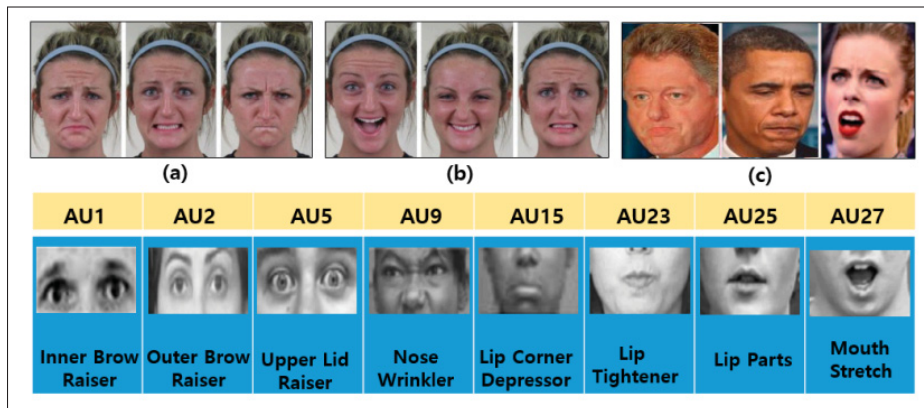 (a)
(b)
(c)
AU1 AU2 AU5 AU9 AU15 AU23 AU25 AU27
Inner Brow
Raiser
Outer Brow
Raiser
Upper Lid
Raiser
Nose
Wrinkler
Lip Corner
Depressor
Lip
Tightener
Lip Parts
Mouth
Stretch